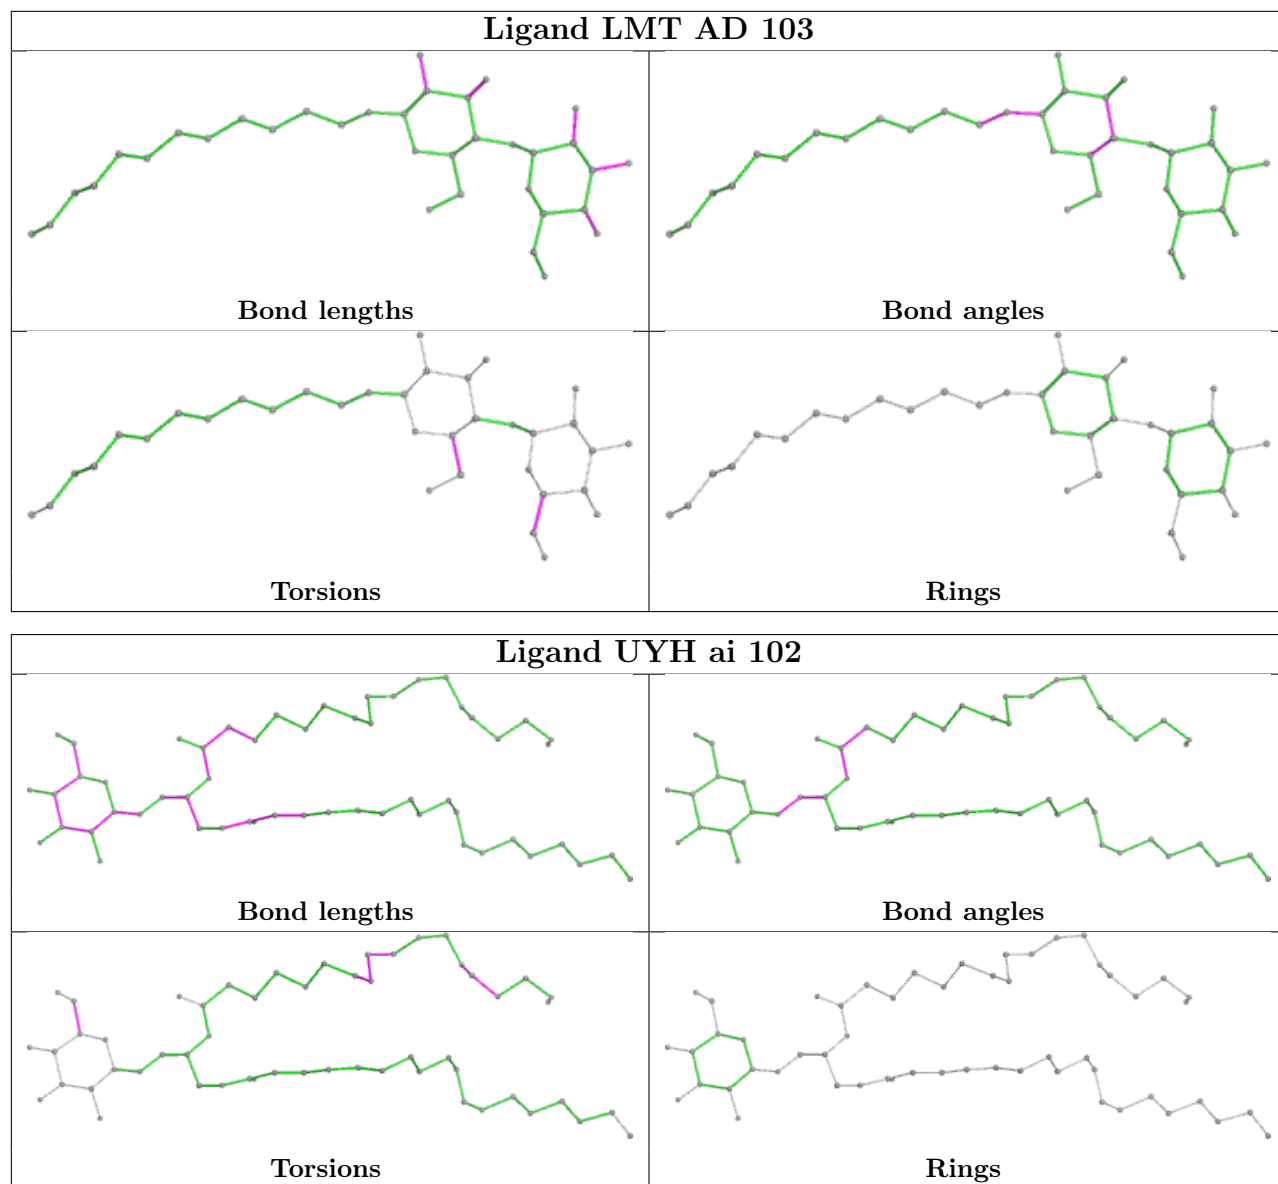 Ligand LMT AD 103
Bond lengths
Bond angles
Torsions
Rings
Ligand UYH ai 102
Bond lengths
Bond angles
Torsions
Rings